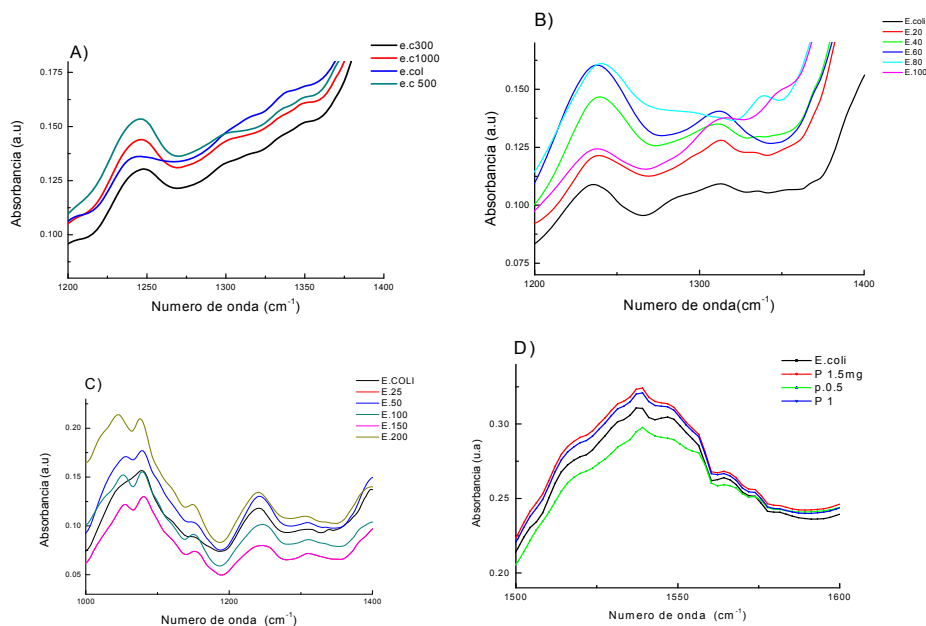 A)
e.c300
e.c1000
e.col
e.c 500
0.175
0.150
0.125
0.100
Absorbancia (a.u)
1200
1250
1300
1350
1400
Numero de onda (cm-1)
B)
E.coli
E.20
E.40
E.60
E.80
E.100
0.150
0.125
0.100
0.075
Absorbancia (a.u)
1200
1300
1400
Numero de onda(cm-1)
C)
E.COLI
E.25
E.50
E.100
E.150
E.200
0.20
0.15
0.10
0.05
Absorbancia (a.u)
1000
1200
1400
Numero de onda (cm-1)
D)
E.coli
P 1.5mg
p.0.5
P 1
0.30
0.25
0.20
Absorbancia (u.a)
1500
1550
1600
Numero de onda (cm-1)